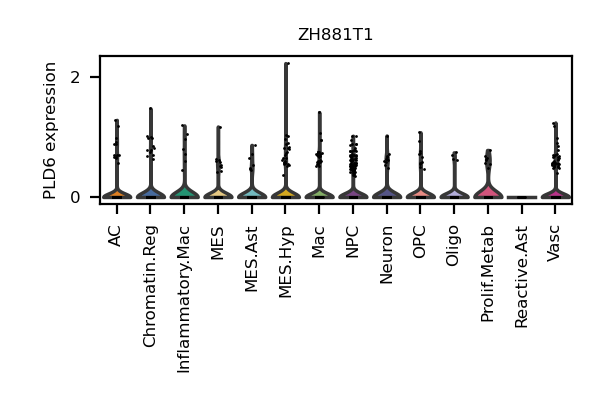 ZH881T1
PLD6 expression
2
0
AC
Chromatin.Reg
Inflammatory.Mac
MES
MES.Ast
MES.Hyp
Mac
NPC
Neuron
OPC
Oligo
Prolif.Metab
Reactive.Ast
Vasc